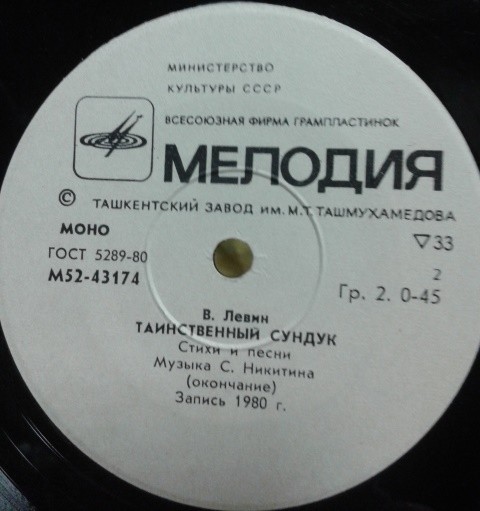 МИНИСТЕРСТВО
КУЛЬТУРЫ СССР
ВСЕСОЮЗНАЯ ФИРМА ГРАМПЛАСТИНОК
МЕЛОДИЯ
© ТАШКЕНТСКИЙ ЗАВОД ИМ. М.Т. ТАШМУХАМЕДОВА
МОНО
▽33
ГОСТ 5289-80
2
М52-43174
Гр. 2. 0-45
В. Левин
ТАИНСТВЕННЫЙ СУНДУК
Стихи и песни
Музыка С. Никитина
(окончание)
Запись 1980 г.